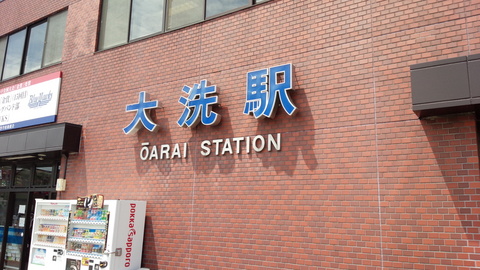 大洗駅
ŌARAI STATION
pokka sapporo